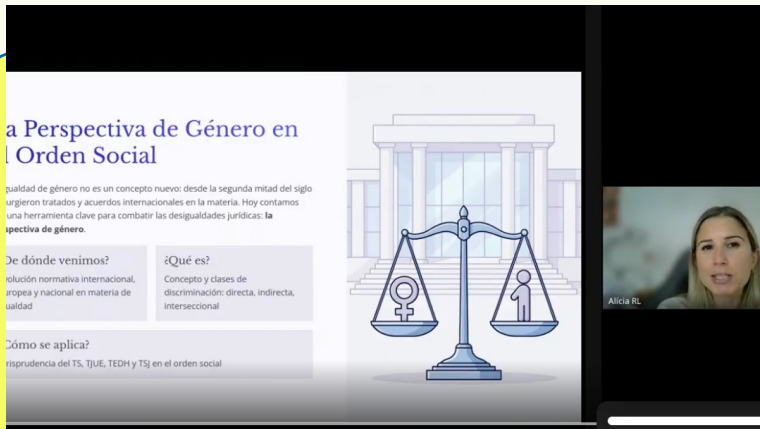 a Perspectiva de Género en
l Orden Social
gualdad de género no es un concepto nuevo: desde la segunda mitad del siglo
urgieron tratados y acuerdos internacionales en la materia. Hoy contamos
una herramienta clave para combatir las desigualdades jurídicas: la
spectiva de género.
De dónde venimos?
volución normativa internacional,
uropea y nacional en materia de
ualdad
¿Qué es?
Concepto y clases de
discriminación: directa, indirecta,
interseccional
Cómo se aplica?
risprudencia del TS, TJUE, TEDH y TSJ en el orden social
Alícia RL